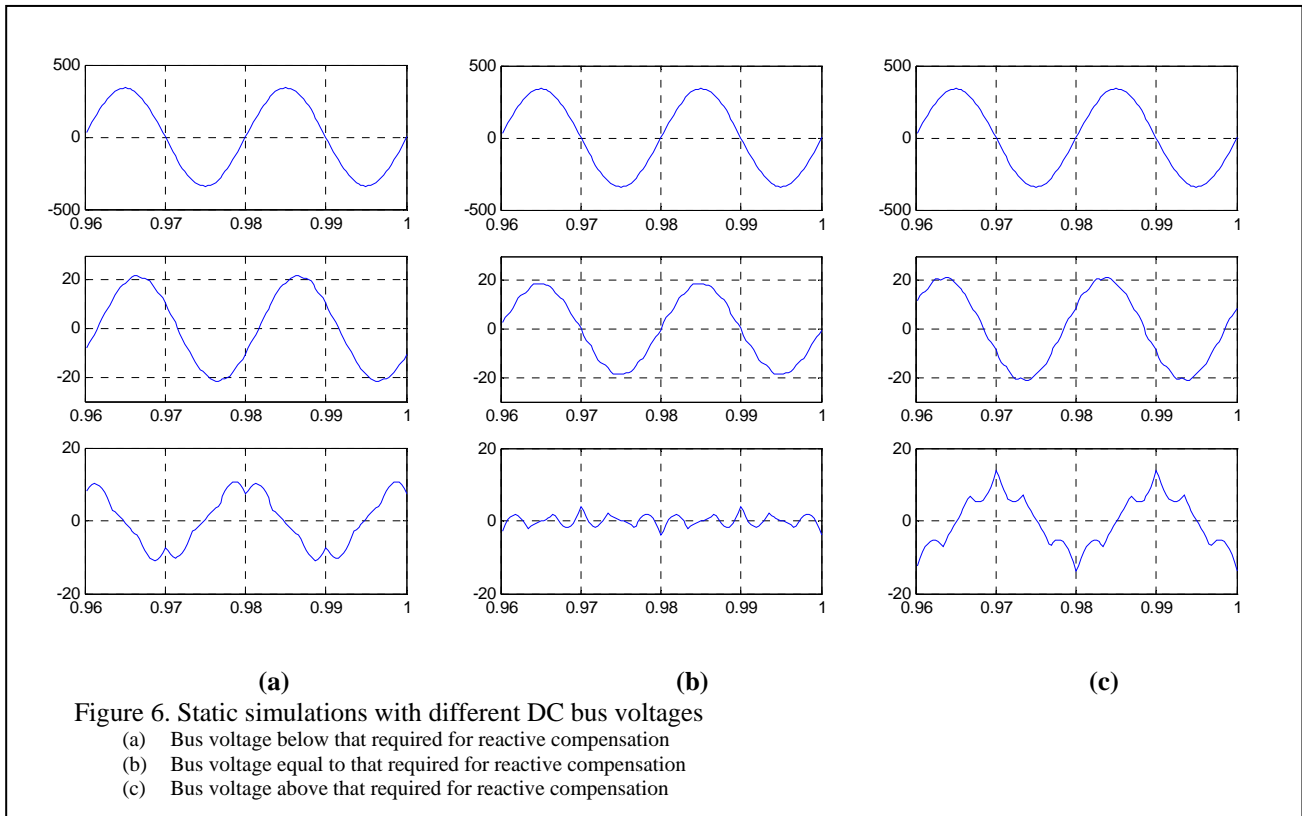 500
0
-500
0.96 0.97 0.98 0.99 1
500
0
-500
0.96 0.97 0.98 0.99 1
500
0
-500
0.96 0.97 0.98 0.99 1
20
0
-20
0.96 0.97 0.98 0.99 1
20
0
-20
0.96 0.97 0.98 0.99 1
20
0
-20
0.96 0.97 0.98 0.99 1
20
0
-20
0.96 0.97 0.98 0.99 1
20
0
-20
0.96 0.97 0.98 0.99 1
20
0
-20
0.96 0.97 0.98 0.99 1
(a) (b) (c)
Figure 6. Static simulations with different DC bus voltages
(a) Bus voltage below that required for reactive compensation
(b) Bus voltage equal to that required for reactive compensation
(c) Bus voltage above that required for reactive compensation